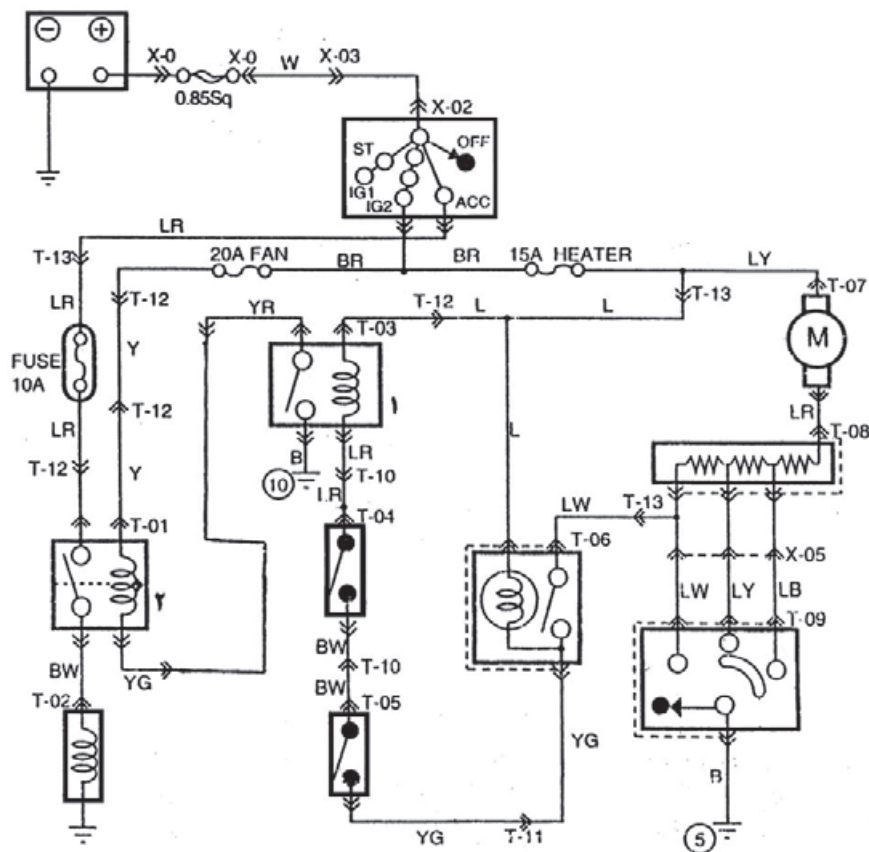 − +
X-0 X-0 W X-03
0.85Sq
X-02
ST OFF
IG1
IG2 ACC
LR
T-13 20A FAN BR BR 15A HEATER LY
T-12 T-13 T-07
LR YR T-03 T-12 L L
M
FUSE
10A
Y
T-12
١
LR
L
LR T-08
B LR
T-12 Y 10 T-10
LR LW T-13
T-01 T-04 T-06
X-05
LW LY LB
٢ T-09
BW YG BW
T-10
T-02 BW
T-05
YG
B
YG T-11 5